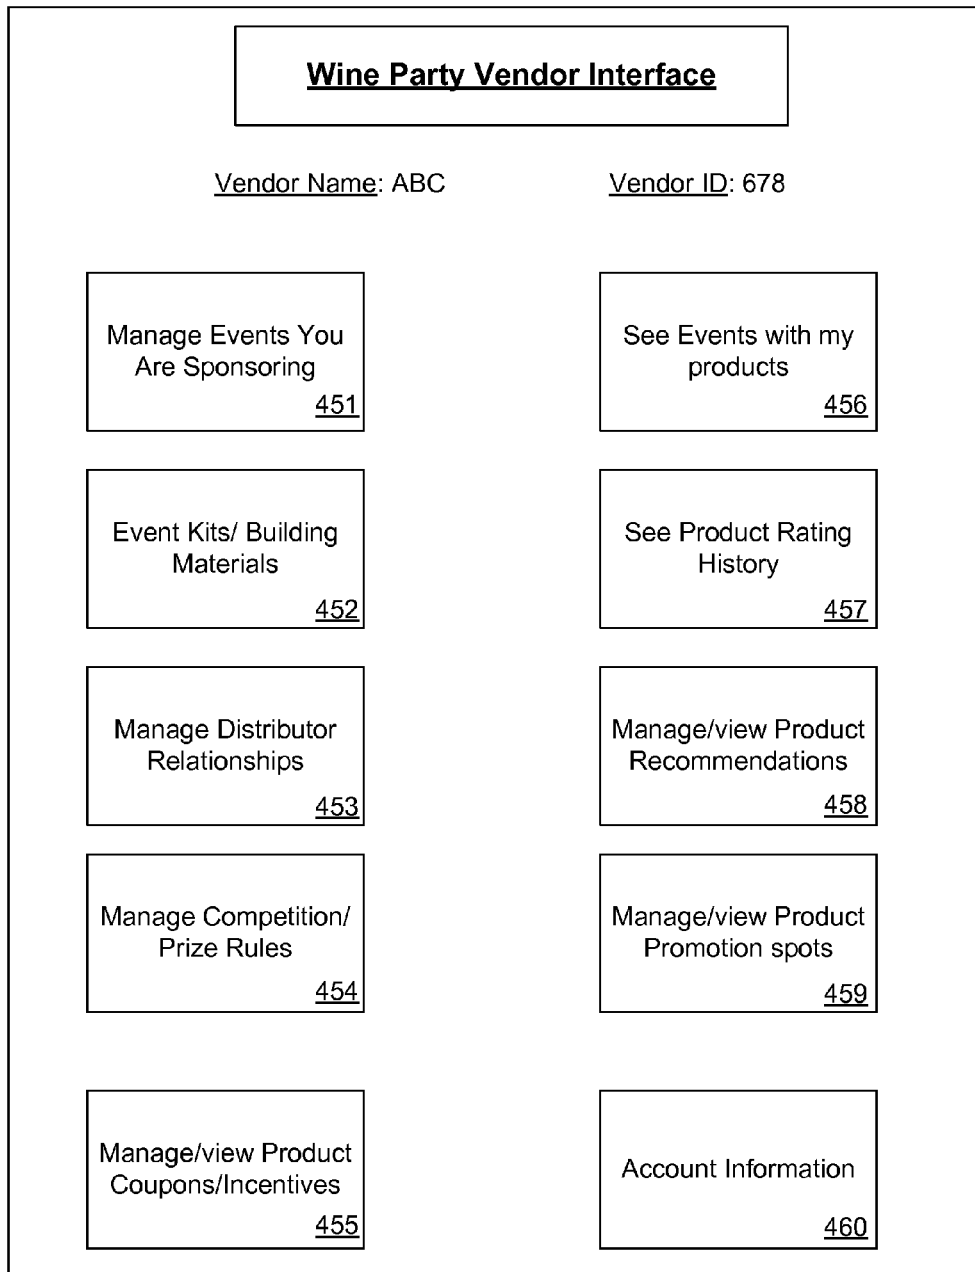 Wine Party Vendor Interface
Vendor Name: ABC
Vendor ID: 678
Manage Events You
Are Sponsoring
451
See Events with my
products
456
Event Kits/ Building
Materials
452
See Product Rating
History
457
Manage Distributor
Relationships
453
Manage/view Product
Recommendations
458
Manage Competition/
Prize Rules
454
Manage/view Product
Promotion spots
459
Manage/view Product
Coupons/Incentives
455
Account Information
460